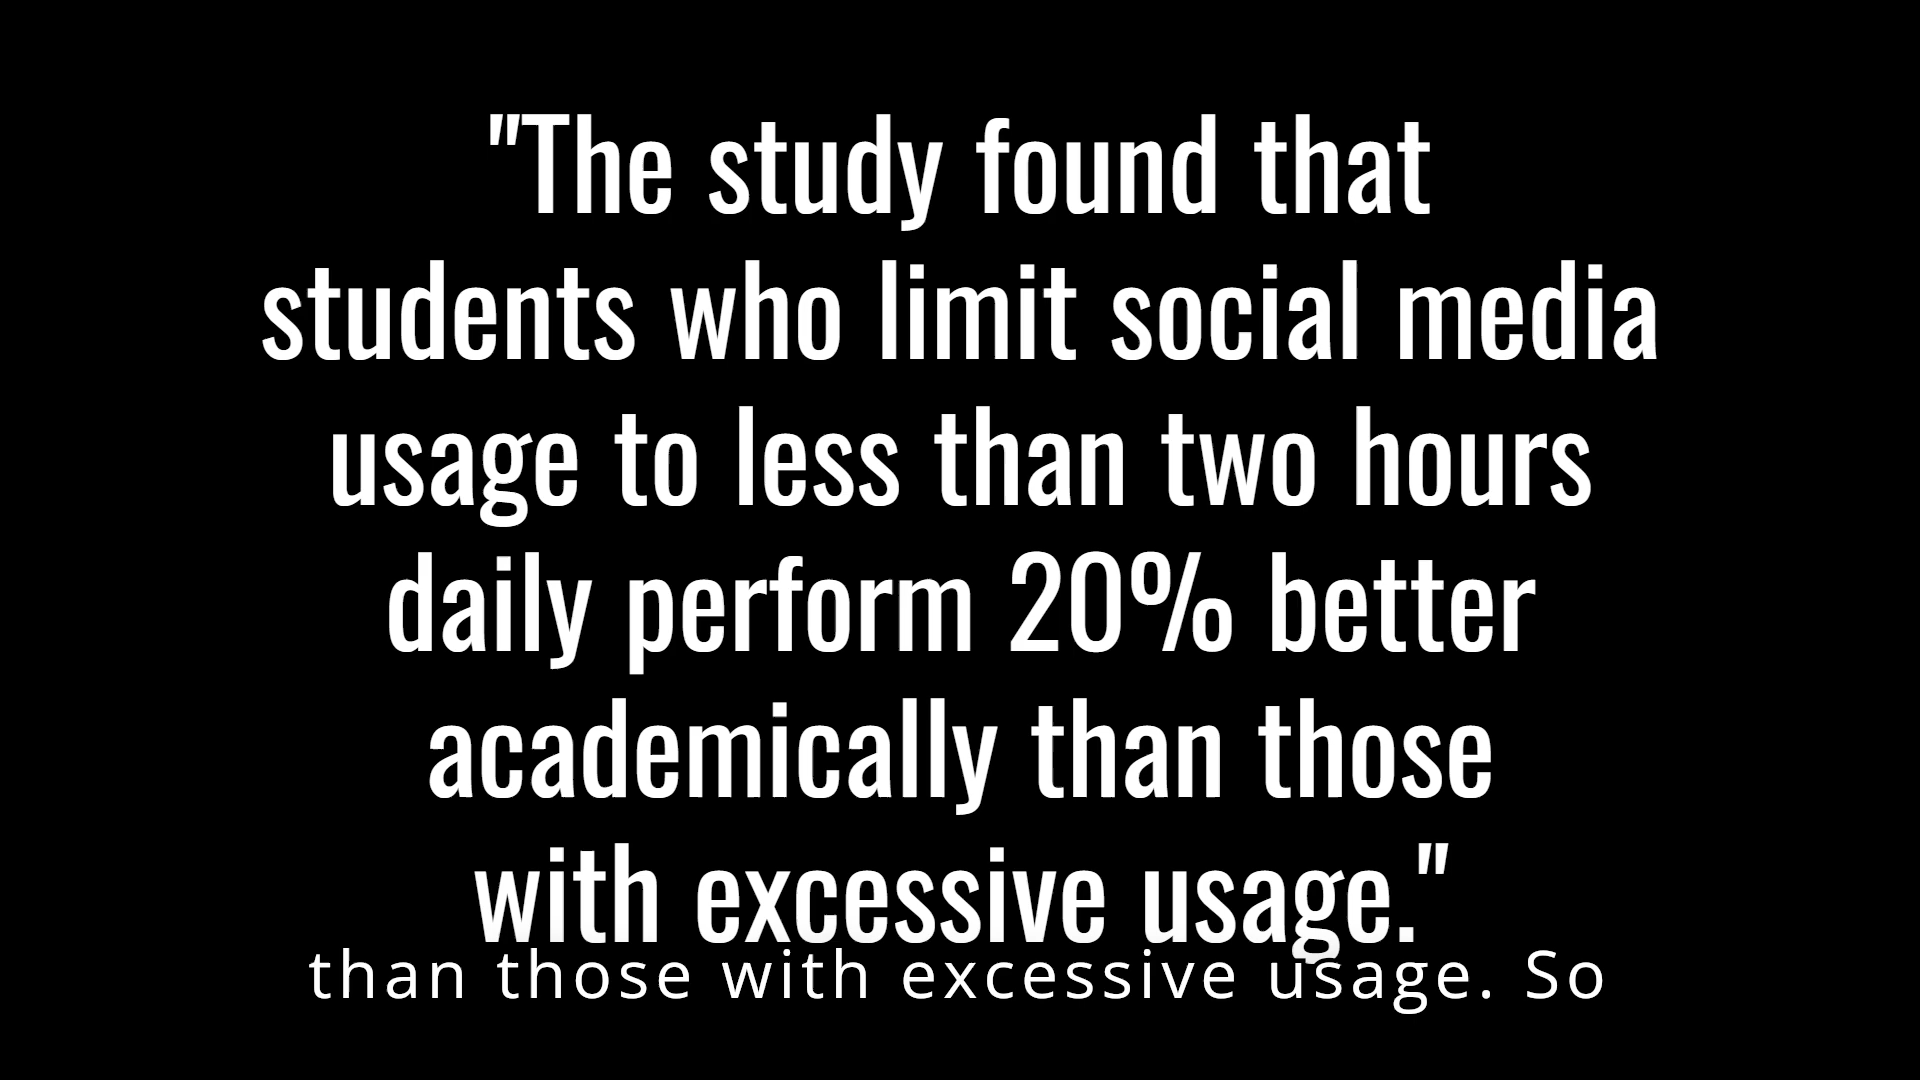 "The study found that
students who limit social media
usage to less than two hours
daily perform 20% better
academically than those
with excessive usage."
than those with excessive usage. So